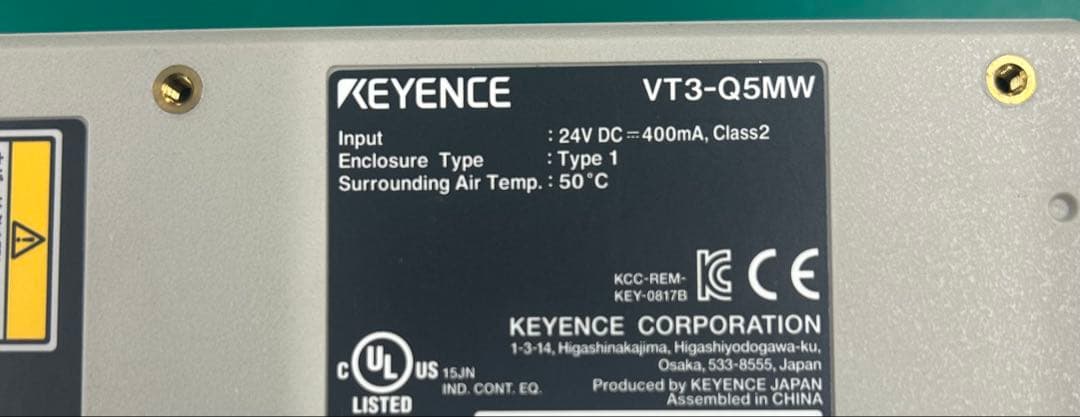 KEYENCE VT3-Q5MW
Input : 24V DC⎓400mA, Class2
Enclosure Type : Type 1
Surrounding Air Temp. : 50°C
KCC-REM-
KEY-0817B
CE
KEYENCE CORPORATION
1-3-14, Higashinakajima, Higashiyodogawa-ku,
Osaka, 533-8555, Japan
C UL US 15JN
IND. CONT. EQ.
LISTED
Produced by KEYENCE JAPAN
Assembled in CHINA